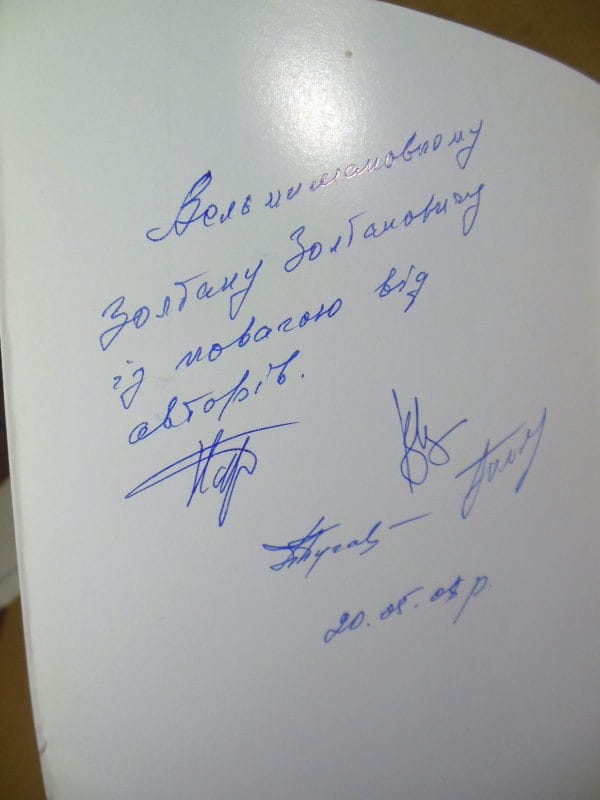 Вельмишановному
Золтану Золтановичу
із повагою від
авторів.
20.05.08 р.